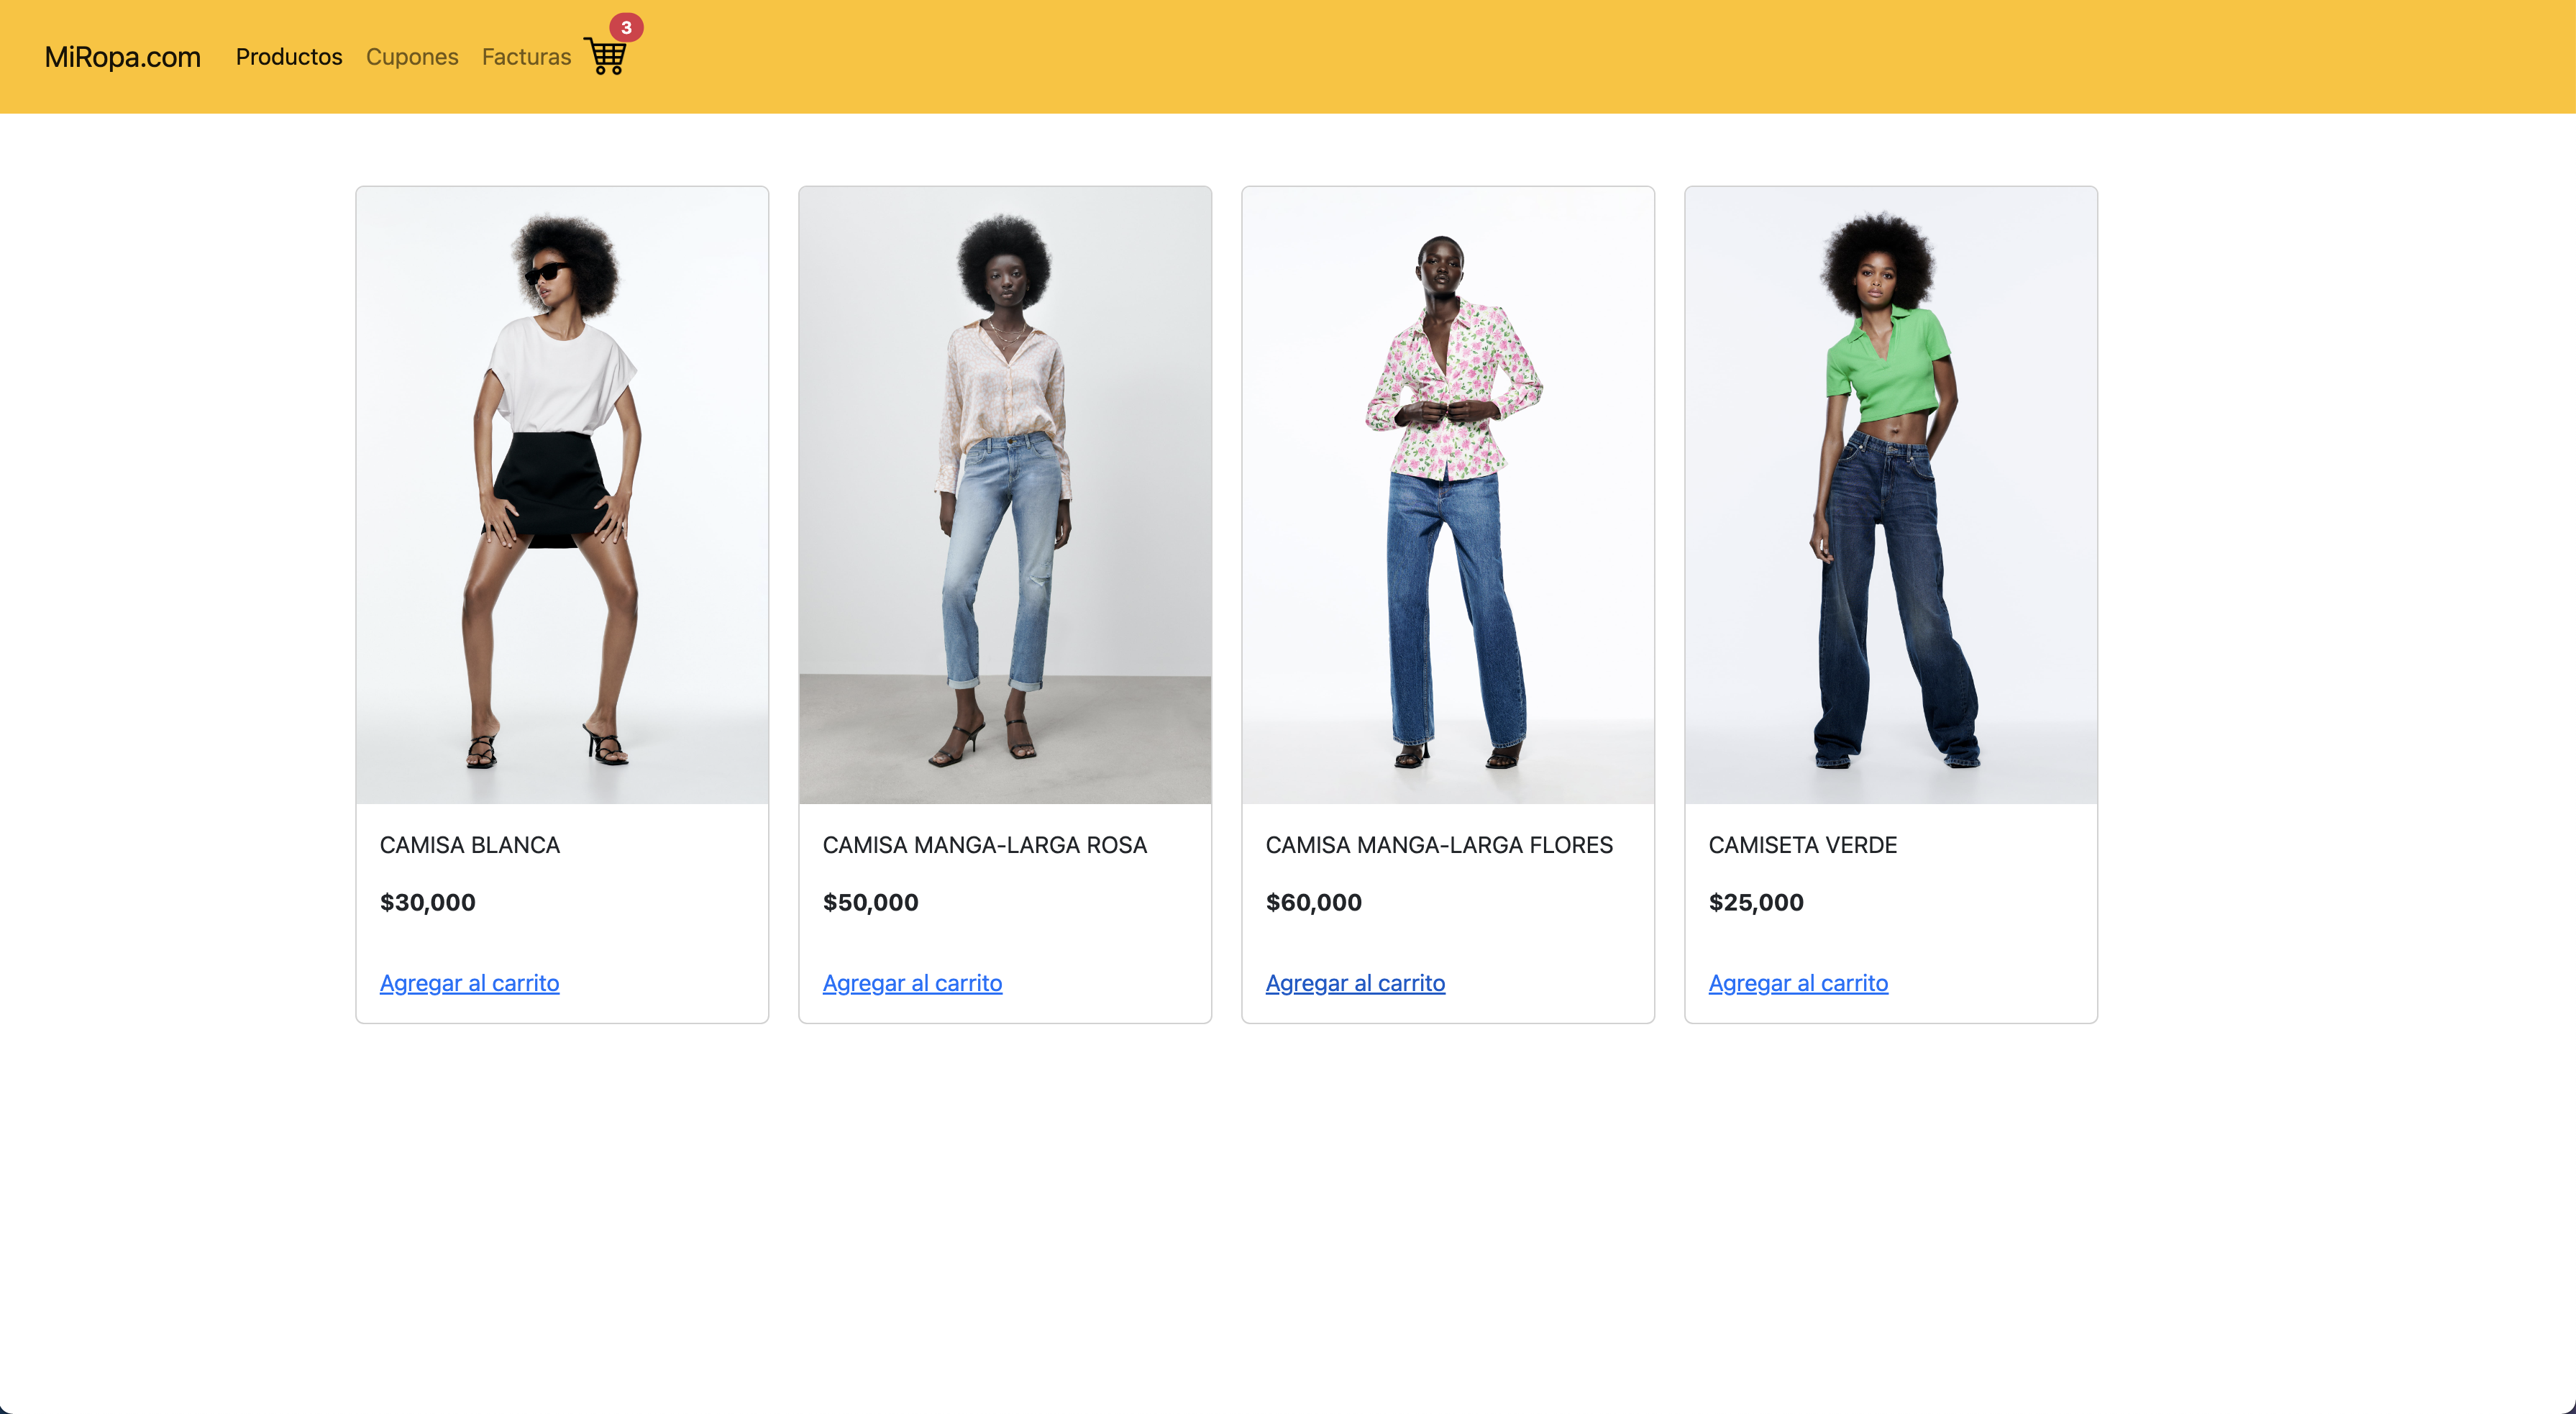 MiRopa.com Productos Cupones Facturas 3
CAMISA BLANCA
$30,000
Agregar al carrito
CAMISA MANGA-LARGA ROSA
$50,000
Agregar al carrito
CAMISA MANGA-LARGA FLORES
$60,000
Agregar al carrito
CAMISETA VERDE
$25,000
Agregar al carrito